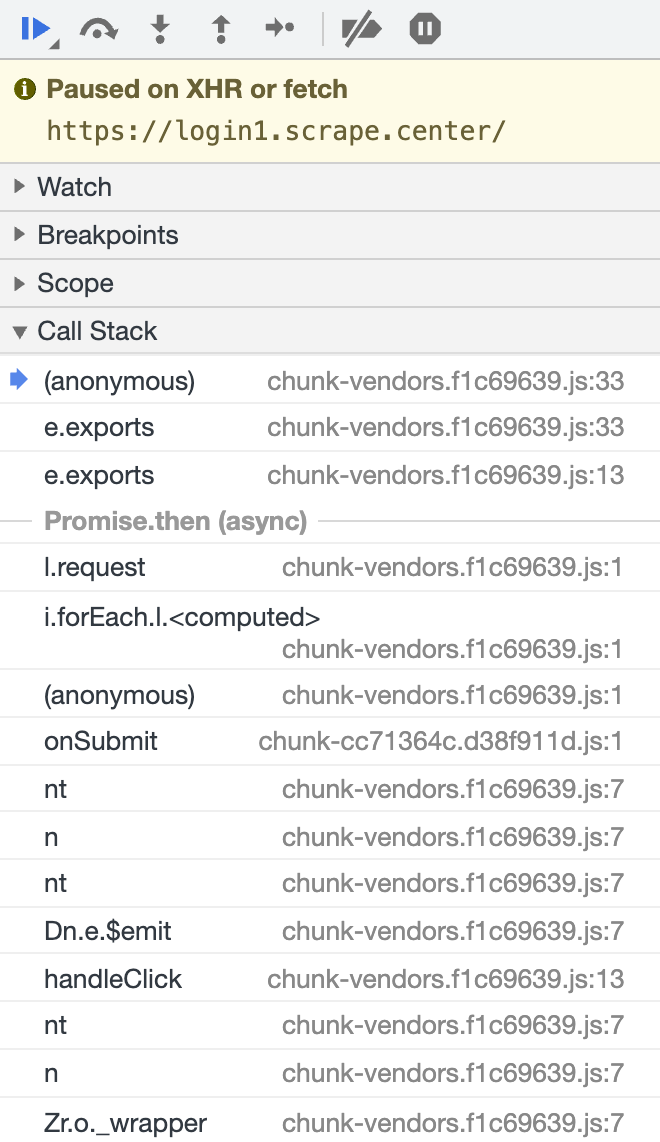 Paused on XHR or fetch
https://login1.scrape.center/
Watch
Breakpoints
Scope
Call Stack
(anonymous) chunk-vendors.f1c69639.js:33
e.exports chunk-vendors.f1c69639.js:33
e.exports chunk-vendors.f1c69639.js:13
Promise.then (async)
l.request chunk-vendors.f1c69639.js:1
i.forEach.l.<computed>
chunk-vendors.f1c69639.js:1
(anonymous) chunk-vendors.f1c69639.js:1
onSubmit chunk-cc71364c.d38f911d.js:1
nt chunk-vendors.f1c69639.js:7
n chunk-vendors.f1c69639.js:7
nt chunk-vendors.f1c69639.js:7
Dn.e.$emit chunk-vendors.f1c69639.js:7
handleClick chunk-vendors.f1c69639.js:13
nt chunk-vendors.f1c69639.js:7
n chunk-vendors.f1c69639.js:7
Zr.o._wrapper chunk-vendors.f1c69639.js:7